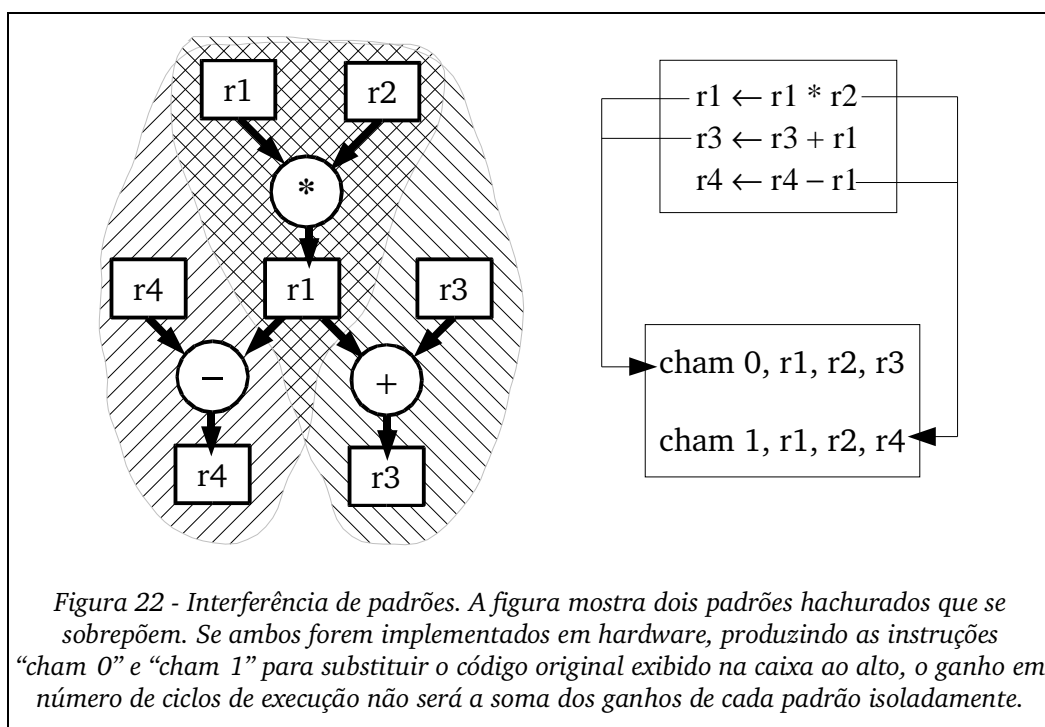 r1 r2
*
r4 r1 r3
− +
r4 r3
r1 ← r1 * r2
r3 ← r3 + r1
r4 ← r4 − r1
cham 0, r1, r2, r3
cham 1, r1, r2, r4
Figura 22 - Interferência de padrões. A figura mostra dois padrões hachurados que se
sobrepõem. Se ambos forem implementados em hardware, produzindo as instruções
“cham 0” e “cham 1” para substituir o código original exibido na caixa ao alto, o ganho em
número de ciclos de execução não será a soma dos ganhos de cada padrão isoladamente.